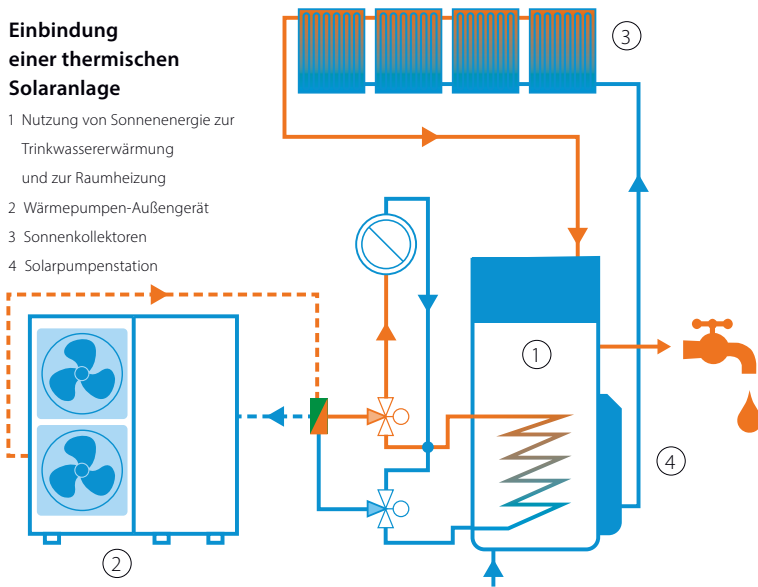 Einbindung
einer thermischen
Solaranlage
1 Nutzung von Sonnenenergie zur
Trinkwassererwärmung
und zur Raumheizung
2 Wärmepumpen-Außengerät
3 Sonnenkollektoren
4 Solarpumpenstation
3
1
4
2